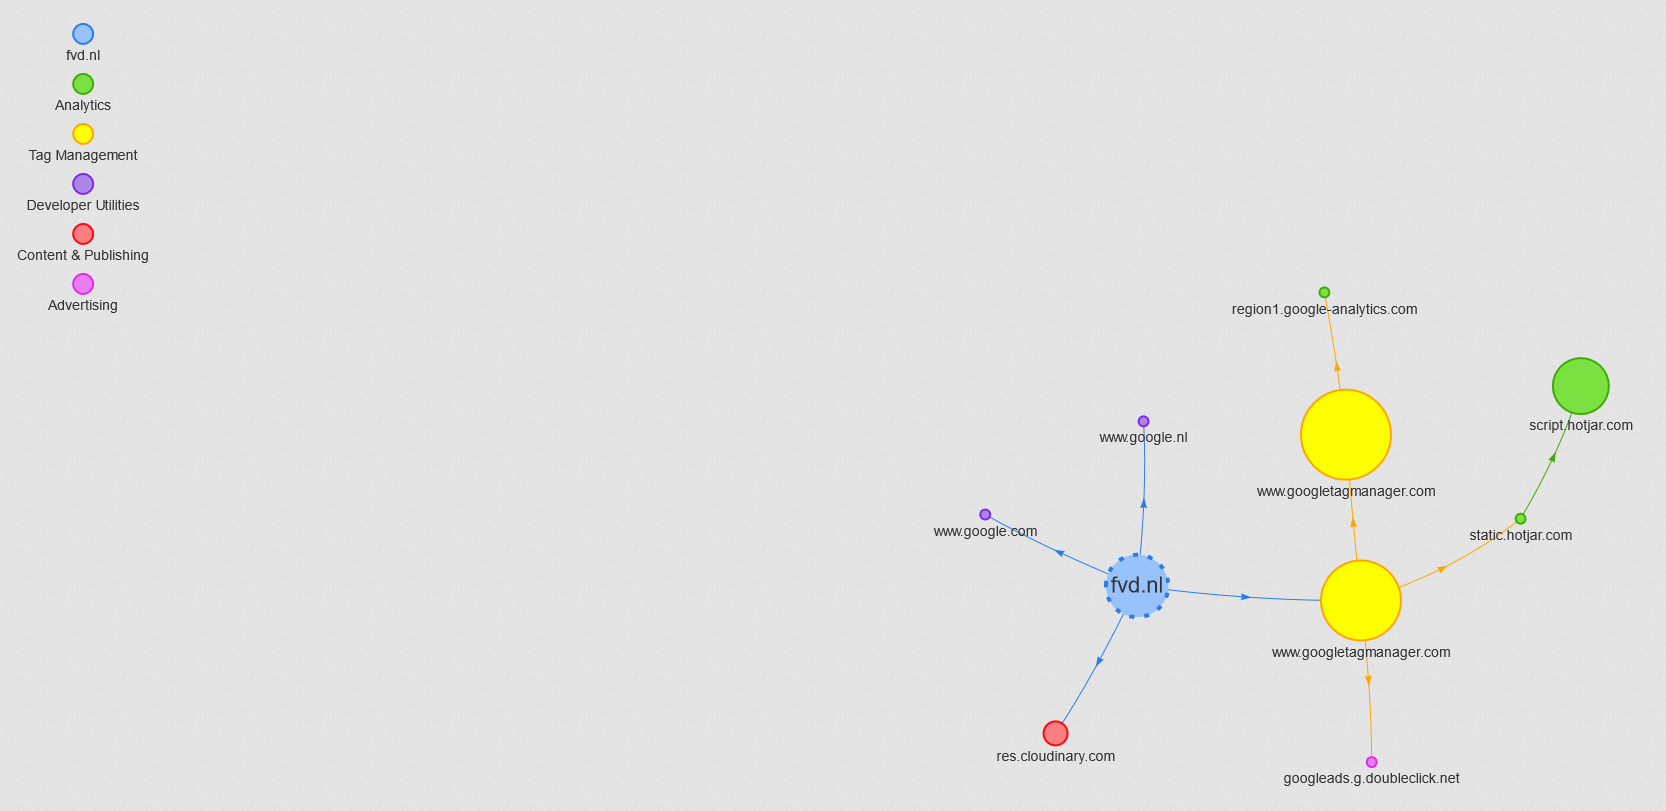 fvd.nl
Analytics
Tag Management
Developer Utilities
Content & Publishing
Advertising
region1.google-analytics.com
script.hotjar.com
www.google.nl
www.googletagmanager.com
www.google.com
static.hotjar.com
fvd.nl
www.googletagmanager.com
res.cloudinary.com
googleads.g.doubleclick.net